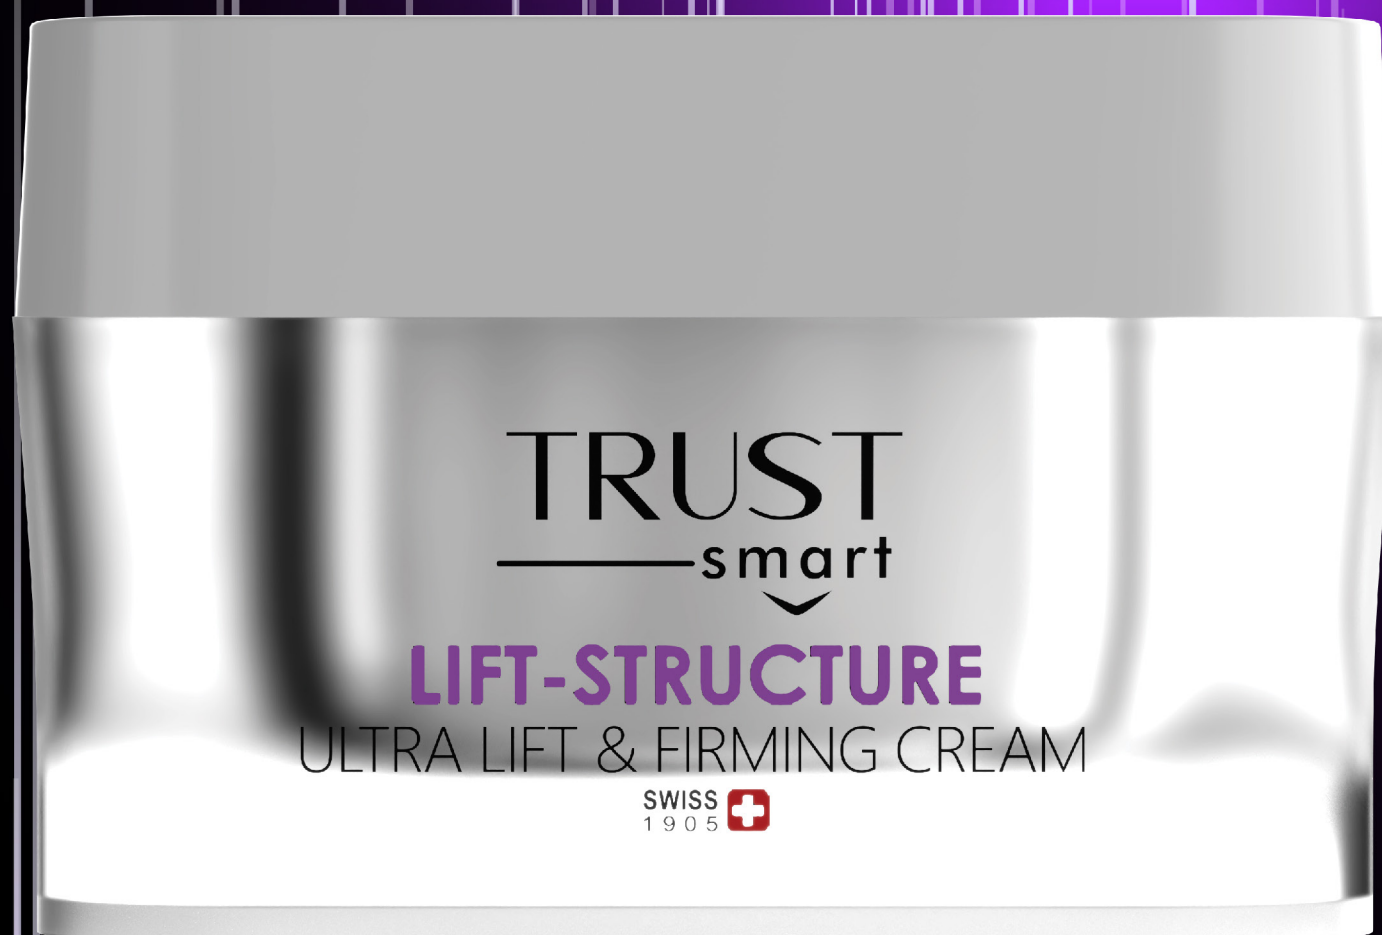 TRUST
smart
LIFT-STRUCTURE
ULTRA LIFT & FIRMING CREAM
SWISS
1905